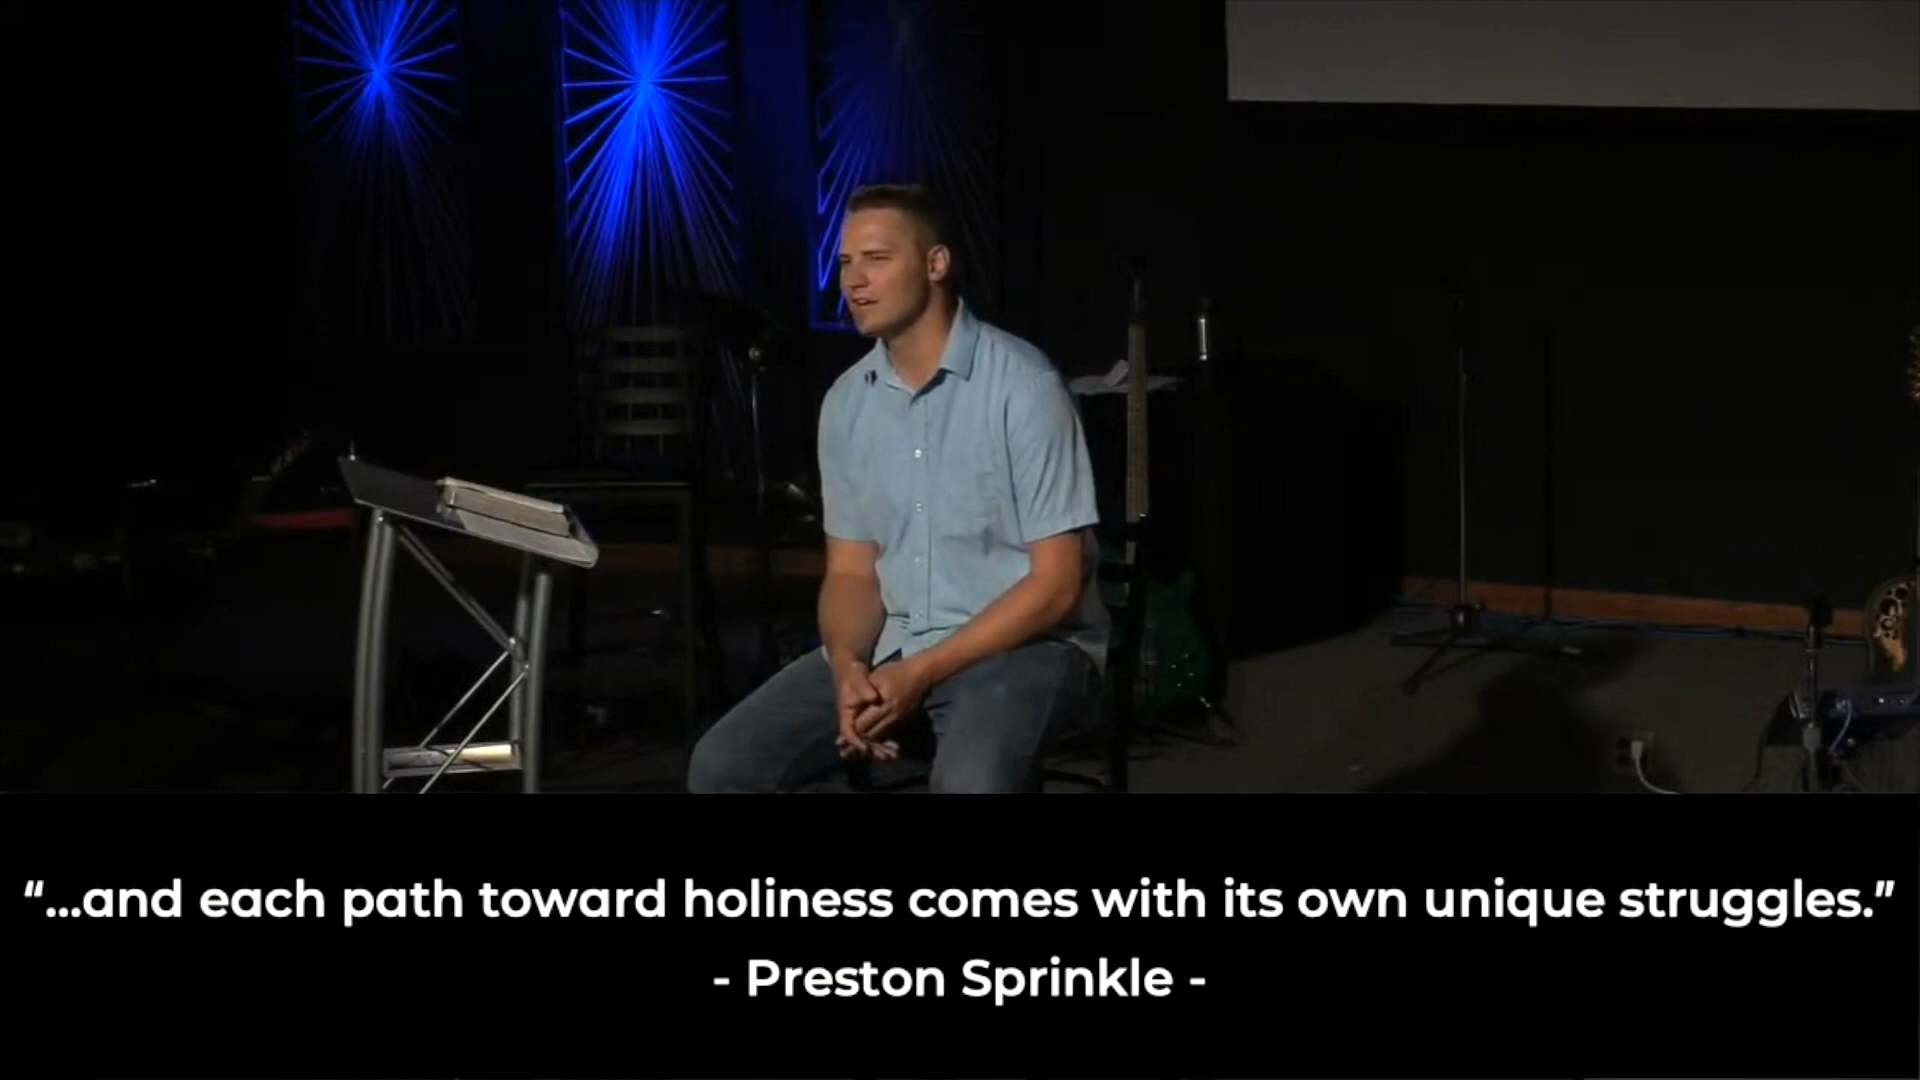 “...and each path toward holiness comes with its own unique struggles.”
- Preston Sprinkle -